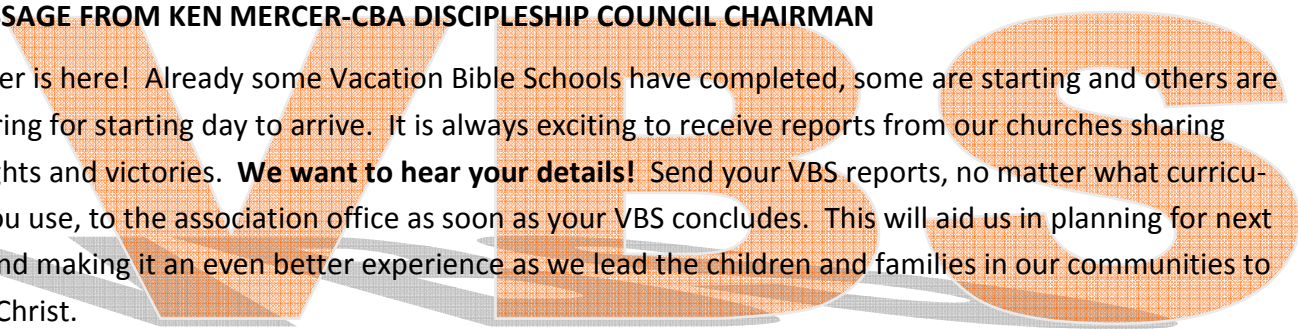 SSAGE FROM KEN MERCER-CBA DISCIPLESHIP COUNCIL CHAIRMAN
er is here!  Already some Vacation Bible Schools have completed, some are starting and others are
ring for starting day to arrive.  It is always exciting to receive reports from our churches sharing
ghts and victories.  We want to hear your details!  Send your VBS reports, no matter what curricu-
ou use, to the association office as soon as your VBS concludes.  This will aid us in planning for next
nd making it an even better experience as we lead the children and families in our communities to
Christ.
VBS